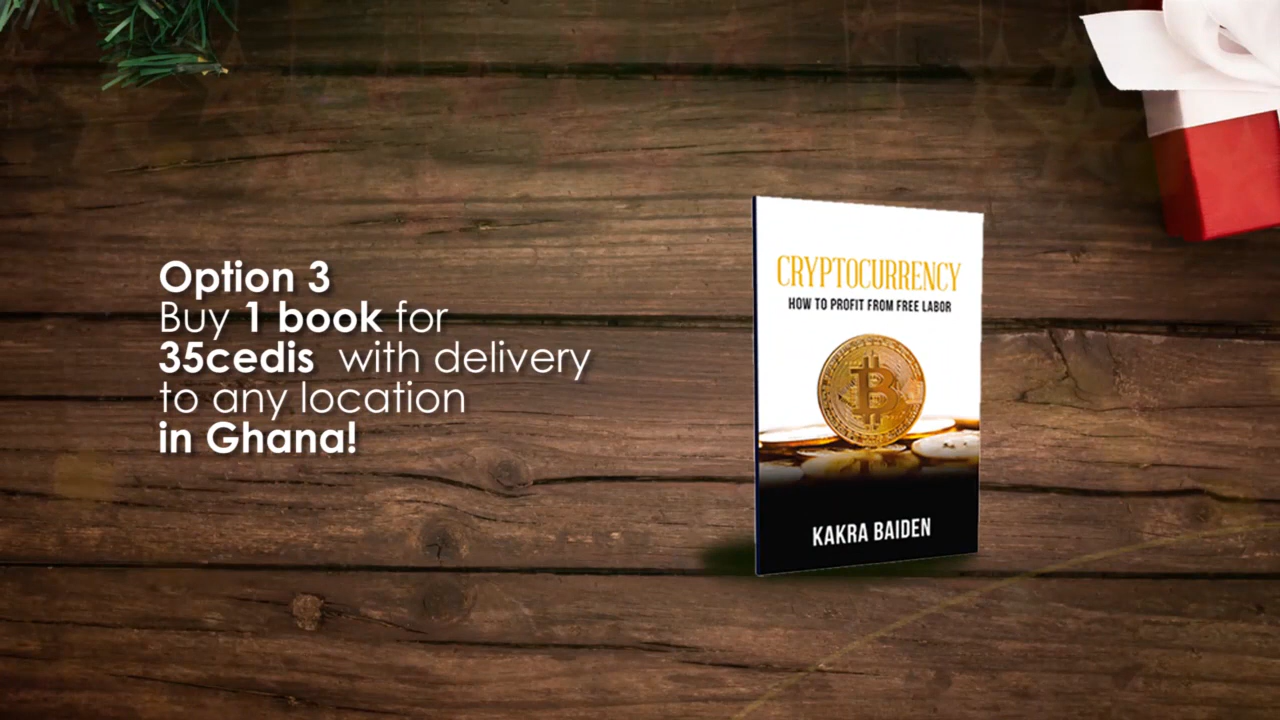 Option 3
Buy 1 book for
35cedis with delivery
to any location
in Ghana!
CRYPTOCURRENCY
HOW TO PROFIT FROM FREE LABOR
KAKRA BAIDEN